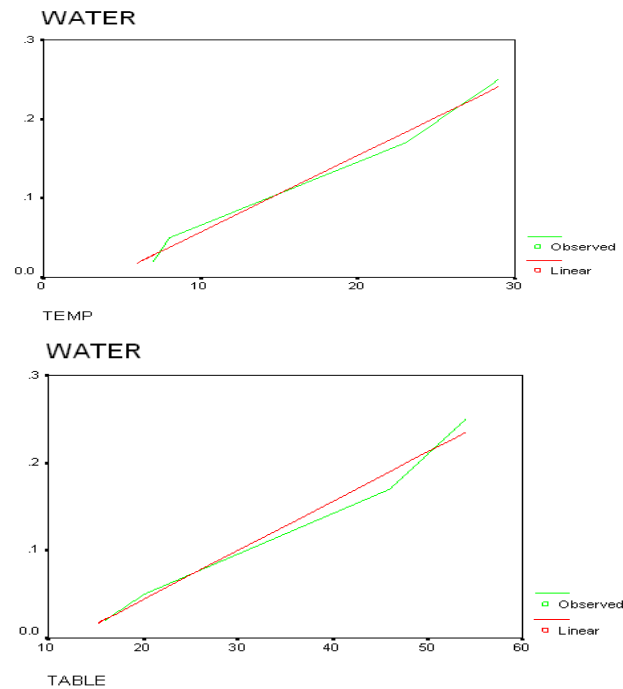 WATER
.3
.2
.1
0.0
0 10 20 30
TEMP
Observed
Linear
WATER
.3
.2
.1
0.0
10 20 30 40 50 60
TABLE
Observed
Linear